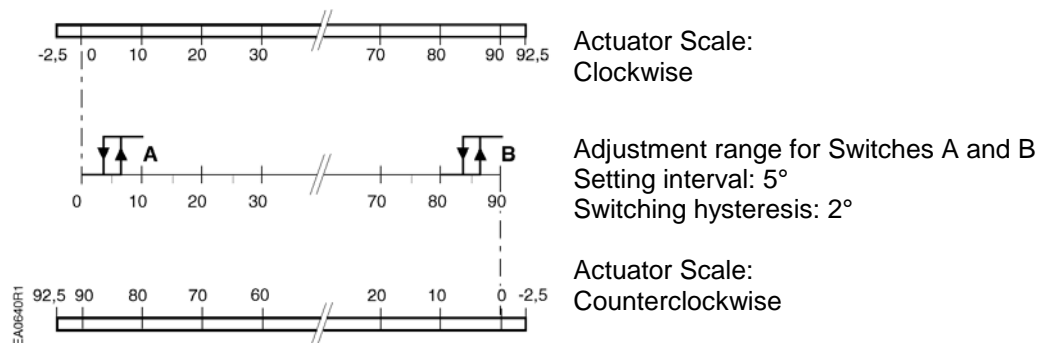 -2,5 0 10 20 30 70 80 90 92,5
Actuator Scale:
Clockwise
A B
0 10 20 30 70 80 90
Adjustment range for Switches A and B
Setting interval: 5°
Switching hysteresis: 2°
Actuator Scale:
Counterclockwise
92,5 90 80 70 60 20 10 0 -2,5
EA0640R1